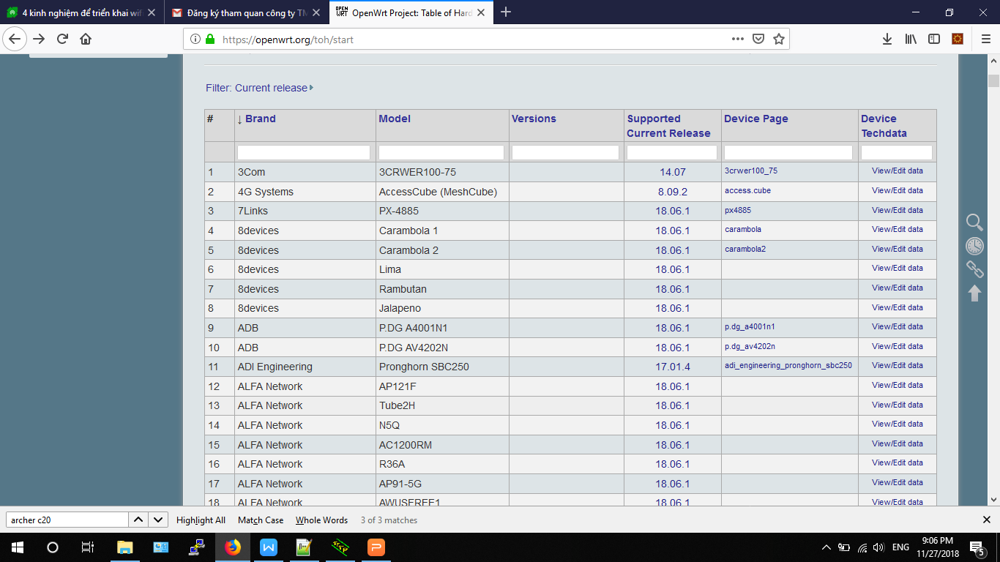 4 kinh nghiệm để triển khai wifi
Đăng ký tham quan công ty TM
OPEN WRT OpenWrt Project: Table of Hard
https://openwrt.org/toh/start
Filter: Current release
# ↓ Brand Model Versions Supported Current Release Device Page Device Techdata
1 3Com 3CRWER100-75 14.07 3crwer100_75 View/Edit data
2 4G Systems AccessCube (MeshCube) 8.09.2 access.cube View/Edit data
3 7Links PX-4885 18.06.1 px4885 View/Edit data
4 8devices Carambola 1 18.06.1 carambola View/Edit data
5 8devices Carambola 2 18.06.1 carambola2 View/Edit data
6 8devices Lima 18.06.1 View/Edit data
7 8devices Rambutan 18.06.1 View/Edit data
8 8devices Jalapeno 18.06.1 View/Edit data
9 ADB P.DG A4001N1 18.06.1 p.dg_a4001n1 View/Edit data
10 ADB P.DG AV4202N 18.06.1 p.dg_av4202n View/Edit data
11 ADI Engineering Pronghorn SBC250 17.01.4 adi_engineering_pronghorn_sbc250 View/Edit data
12 ALFA Network AP121F 18.06.1 View/Edit data
13 ALFA Network Tube2H 18.06.1 View/Edit data
14 ALFA Network N5Q 18.06.1 View/Edit data
15 ALFA Network AC1200RM 18.06.1 View/Edit data
16 ALFA Network R36A 18.06.1 View/Edit data
17 ALFA Network AP91-5G 18.06.1 View/Edit data
18 ALFA Network AWUSFREE1 18.06.1 View/Edit data
archer c20 Highlight All Match Case Whole Words 3 of 3 matches
W P ENG 9:06 PM
11/27/2018 5